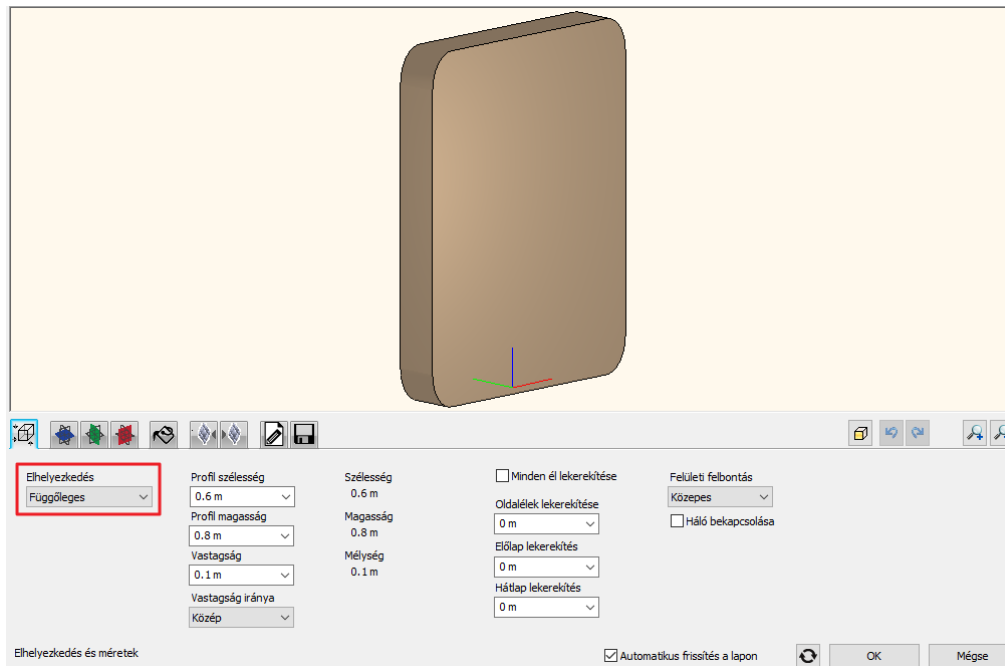 Elhelyezkedés
Függőleges
Profil szélesség
0.6 m
Profil magasság
0.8 m
Vastagság
0.1 m
Vastagság iránya
Közép
Szélesség
0.6 m
Magasság
0.8 m
Mélység
0.1 m
Minden él lekerekítése
Oldalélek lekerekítése
0 m
Előlap lekerekítés
0 m
Hátlap lekerekítés
0 m
Felületi felbontás
Közepes
Háló bekapcsolása
Elhelyezkedés és méretek
Automatikus frissítés a lapon
OK
Mégse